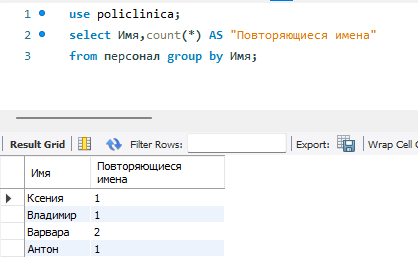 1 use policlinica;
2 select Имя,count(*) AS "Повторяющиеся имена"
3 from персонал group by Имя;
Result Grid Filter Rows: Export: Wrap Cell
Имя Повторяющиеся
имена
Ксения 1
Владимир 1
Варвара 2
Антон 1